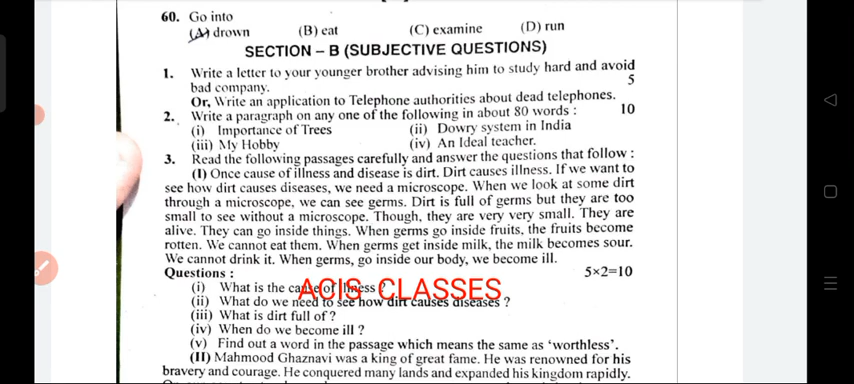 60. Go into
(A) drown (B) eat (C) examine (D) run
SECTION – B (SUBJECTIVE QUESTIONS)
1. Write a letter to your younger brother advising him to study hard and avoid
bad company. 5
Or, Write an application to Telephone authorities about dead telephones.
2. Write a paragraph on any one of the following in about 80 words : 10
(i) Importance of Trees (ii) Dowry system in India
(iii) My Hobby (iv) An Ideal teacher.
3. Read the following passages carefully and answer the questions that follow :
(I) Once cause of illness and disease is dirt. Dirt causes illness. If we want to
see how dirt causes diseases, we need a microscope. When we look at some dirt
through a microscope, we can see germs. Dirt is full of germs but they are too
small to see without a microscope. Though, they are very very small. They are
alive. They can go inside things. When germs go inside fruits, the fruits become
rotten. We cannot eat them. When germs get inside milk, the milk becomes sour.
We cannot drink it. When germs, go inside our body, we become ill.
Questions : 5×2=10
(i) What is the cause of illness ?
ACIS CLASSES
(ii) What do we need to see how dirt causes diseases ?
(iii) What is dirt full of ?
(iv) When do we become ill ?
(v) Find out a word in the passage which means the same as ‘worthless’.
(II) Mahmood Ghaznavi was a king of great fame. He was renowned for his
bravery and courage. He conquered many lands and expanded his kingdom rapidly.